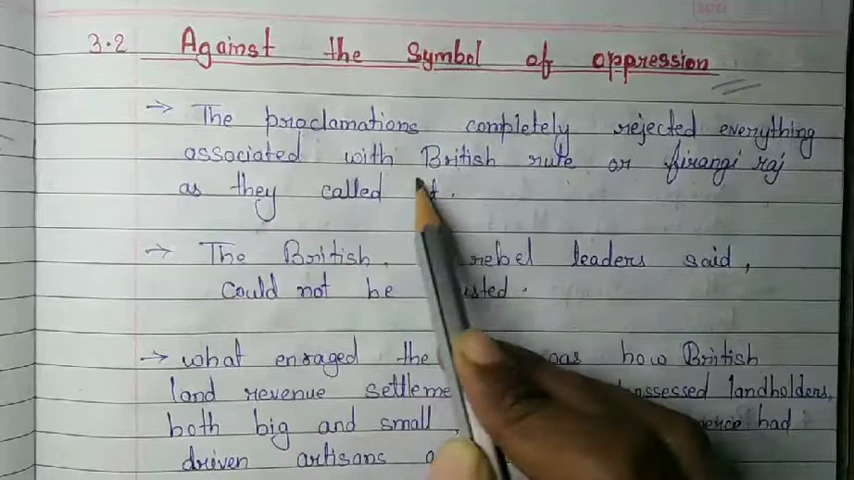 DATE:
3.2 Against the Symbol of oppression
→ The proclamations completely rejected everything
associated with British rule or firangi raj
as they called
→ The British, rebel leaders said,
Could not be
→ what enraged the how British
land revenue settleme landholders,
both big and small, had
driven artisans